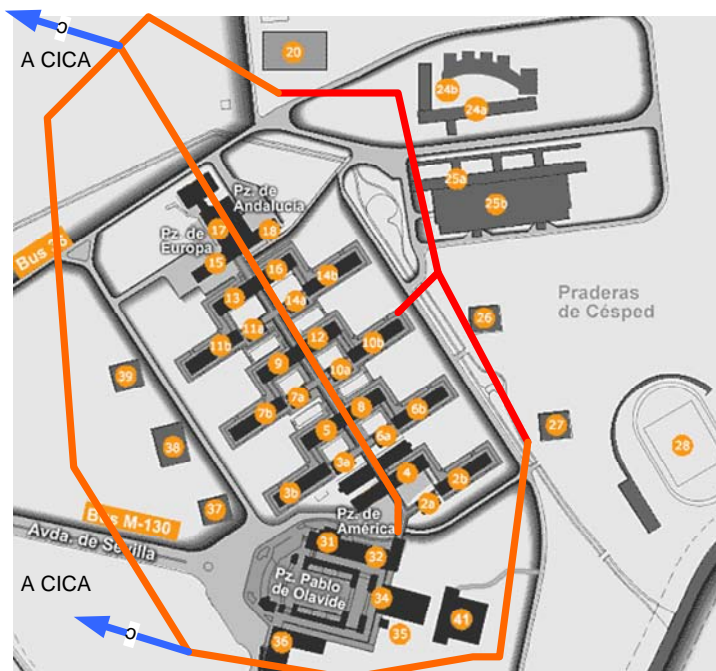 A CICA
20
24b
24a
25a
25b
Pz. de
Andalucía
17
18
Pz. de
Europa
Bus 36
15
16
14b
13
14a
11a
12
11b
10b
9
10a
26
Praderas
de Césped
39
7a
8
7b
6b
5
6a
27
28
38
3a
4
2b
3b
2a
37
Bus M-130
Avda. de Sevilla
Pz. de
América
31
32
Pz. Pablo
de Olavide
34
35
41
36
A CICA